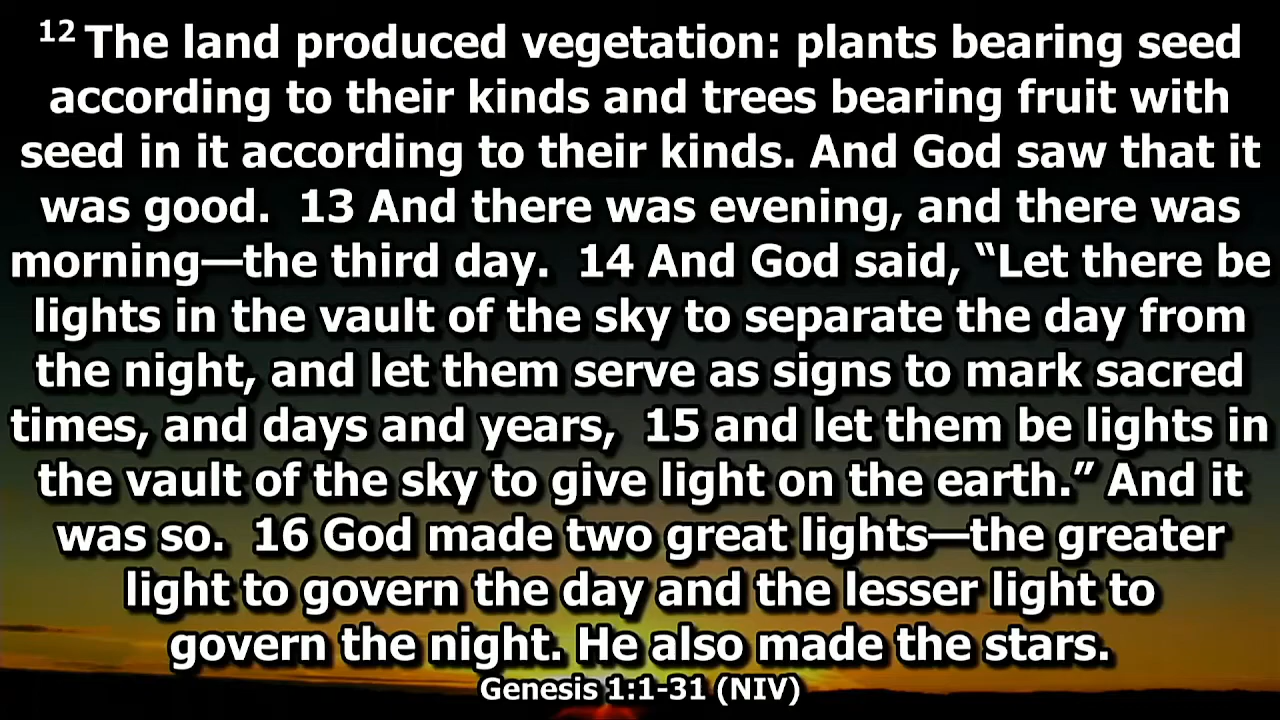 12 The land produced vegetation: plants bearing seed
according to their kinds and trees bearing fruit with
seed in it according to their kinds. And God saw that it
was good.  13 And there was evening, and there was
morning—the third day.  14 And God said, “Let there be
lights in the vault of the sky to separate the day from
the night, and let them serve as signs to mark sacred
times, and days and years,  15 and let them be lights in
the vault of the sky to give light on the earth.” And it
was so.  16 God made two great lights—the greater
light to govern the day and the lesser light to
govern the night. He also made the stars.
Genesis 1:1-31 (NIV)